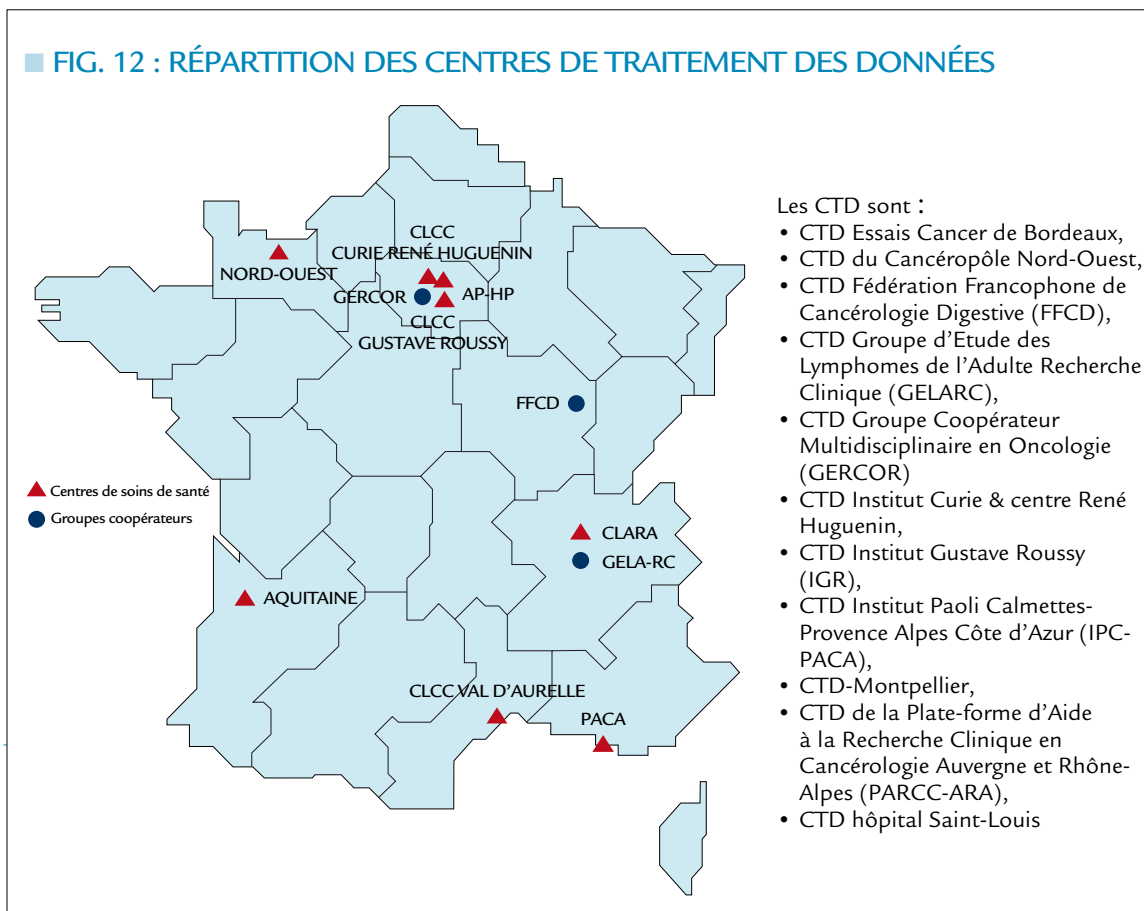 FIG. 12 : RÉPARTITION DES CENTRES DE TRAITEMENT DES DONNÉES
CLCC
CURIE RENÉ HUGUENIN
NORD-OUEST
GERCOR
AP-HP
CLCC
GUSTAVE ROUSSY
FFCD
Centres de soins de santé
Groupes coopérateurs
CLARA
GELA-RC
AQUITAINE
CLCC VAL D'AURELLE
PACA
Les CTD sont :
• CTD Essais Cancer de Bordeaux,
• CTD du Cancéropôle Nord-Ouest,
• CTD Fédération Francophone de
Cancérologie Digestive (FFCD),
• CTD Groupe d'Etude des
Lymphomes de l'Adulte Recherche
Clinique (GELARC),
• CTD Groupe Coopérateur
Multidisciplinaire en Oncologie
(GERCOR)
• CTD Institut Curie & centre René
Huguenin,
• CTD Institut Gustave Roussy
(IGR),
• CTD Institut Paoli Calmettes-
Provence Alpes Côte d'Azur (IPC-
PACA),
• CTD-Montpellier,
• CTD de la Plate-forme d'Aide
à la Recherche Clinique en
Cancérologie Auvergne et Rhône-
Alpes (PARCC-ARA),
• CTD hôpital Saint-Louis